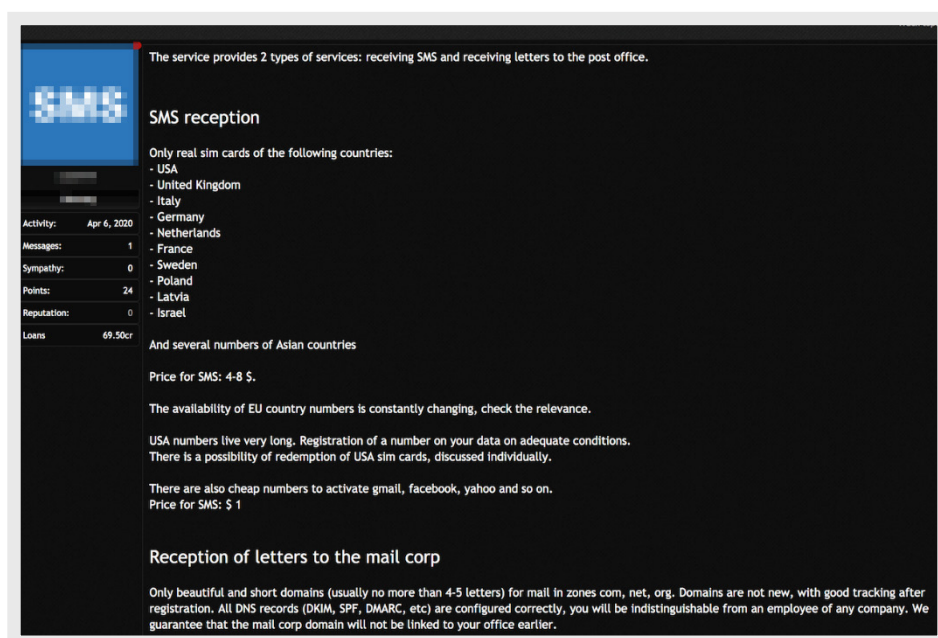 The service provides 2 types of services: receiving SMS and receiving letters to the post office.
SMS
SMS reception
Only real sim cards of the following countries:
- USA
- United Kingdom
- Italy
- Germany
- Netherlands
- France
- Sweden
- Poland
- Latvia
- Israel
Activity: Apr 6, 2020
Messages: 1
Sympathy: 0
Points: 24
Reputation: 0
Loans 69.50cr
And several numbers of Asian countries
Price for SMS: 4-8 $.
The availability of EU country numbers is constantly changing, check the relevance.
USA numbers live very long. Registration of a number on your data on adequate conditions.
There is a possibility of redemption of USA sim cards, discussed individually.
There are also cheap numbers to activate gmail, facebook, yahoo and so on.
Price for SMS: $ 1
Reception of letters to the mail corp
Only beautiful and short domains (usually no more than 4-5 letters) for mail in zones com, net, org. Domains are not new, with good tracking after
registration. All DNS records (DKIM, SPF, DMARC, etc) are configured correctly, you will be indistinguishable from an employee of any company. We
guarantee that the mail corp domain will not be linked to your office earlier.